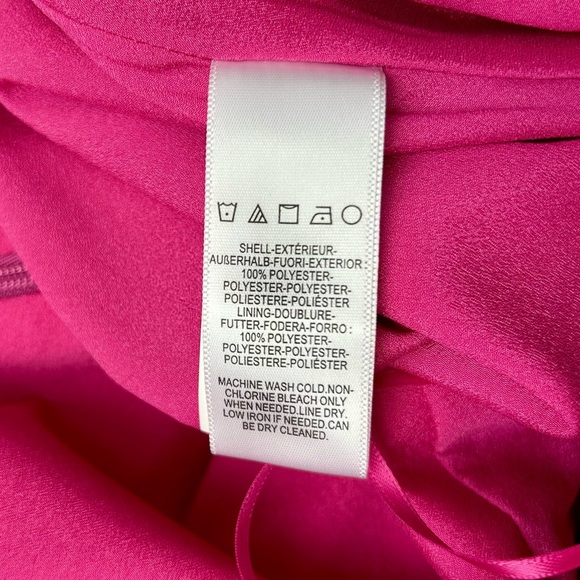 SHELL-EXTÉRIEUR-
AUßERHALB-FUORI-EXTERIOR:
100% POLYESTER-
POLYESTER-POLYESTER-
POLIESTERE-POLIÉSTER
LINING-DOUBLURE-
FUTTER-FODERA-FORRO:
100% POLYESTER-
POLYESTER-POLYESTER-
POLIESTERE-POLIÉSTER
MACHINE WASH COLD.NON-
CHLORINE BLEACH ONLY
WHEN NEEDED.LINE DRY.
LOW IRON IF NEEDED.CAN
BE DRY CLEANED.